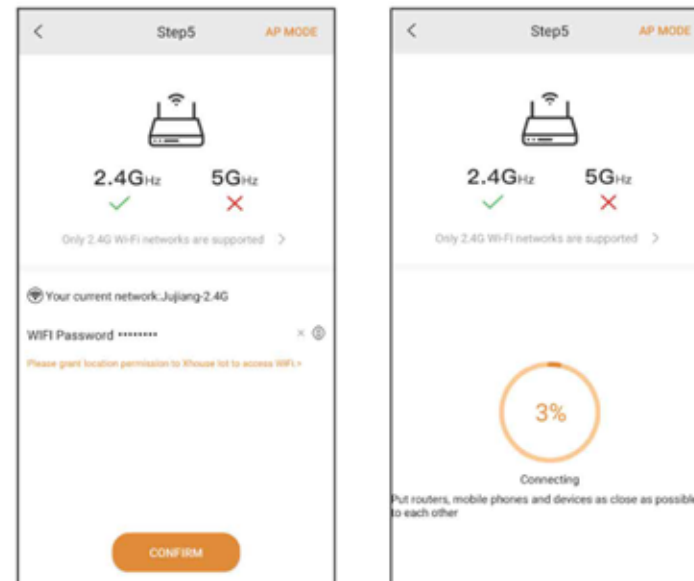 Step5 AP MODE
2.4GHz 5GHz
Only 2.4G Wi-Fi networks are supported >
Your current network:Jujiang-2.4G
WIFI Password ········ ×
Please grant location permission to Xhouse Iot to access WiFi.>
CONFIRM
Step5 AP MODE
2.4GHz 5GHz
Only 2.4G Wi-Fi networks are supported >
3%
Connecting
Put routers, mobile phones and devices as close as possible
to each other